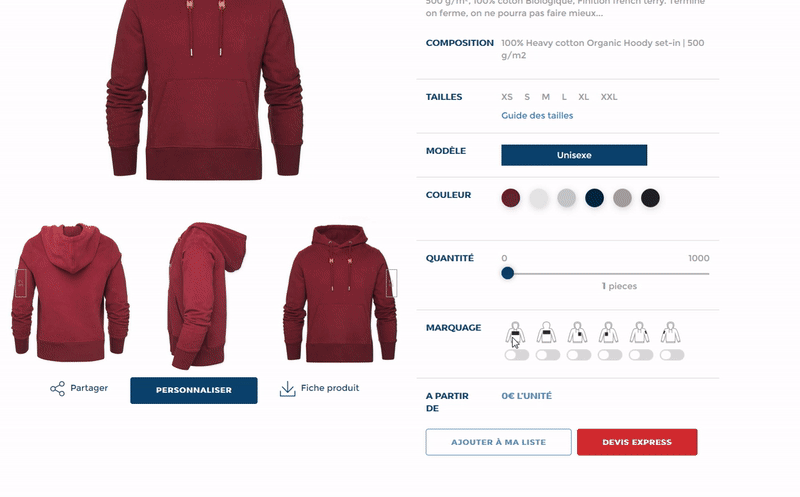 500 g/m², 100% coton Biologique, Finition french terry. Termine
on ferme, on ne pourra pas faire mieux...
COMPOSITION
100% Heavy cotton Organic Hoody set-in | 500
g/m2
TAILLES
XS S M L XL XXL
Guide des tailles
MODÈLE
Unisexe
COULEUR
QUANTITÉ
0 1000
1 pieces
MARQUAGE
Partager
PERSONNALISER
Fiche produit
A PARTIR
DE
0€ L'UNITÉ
AJOUTER À MA LISTE
DEVIS EXPRESS